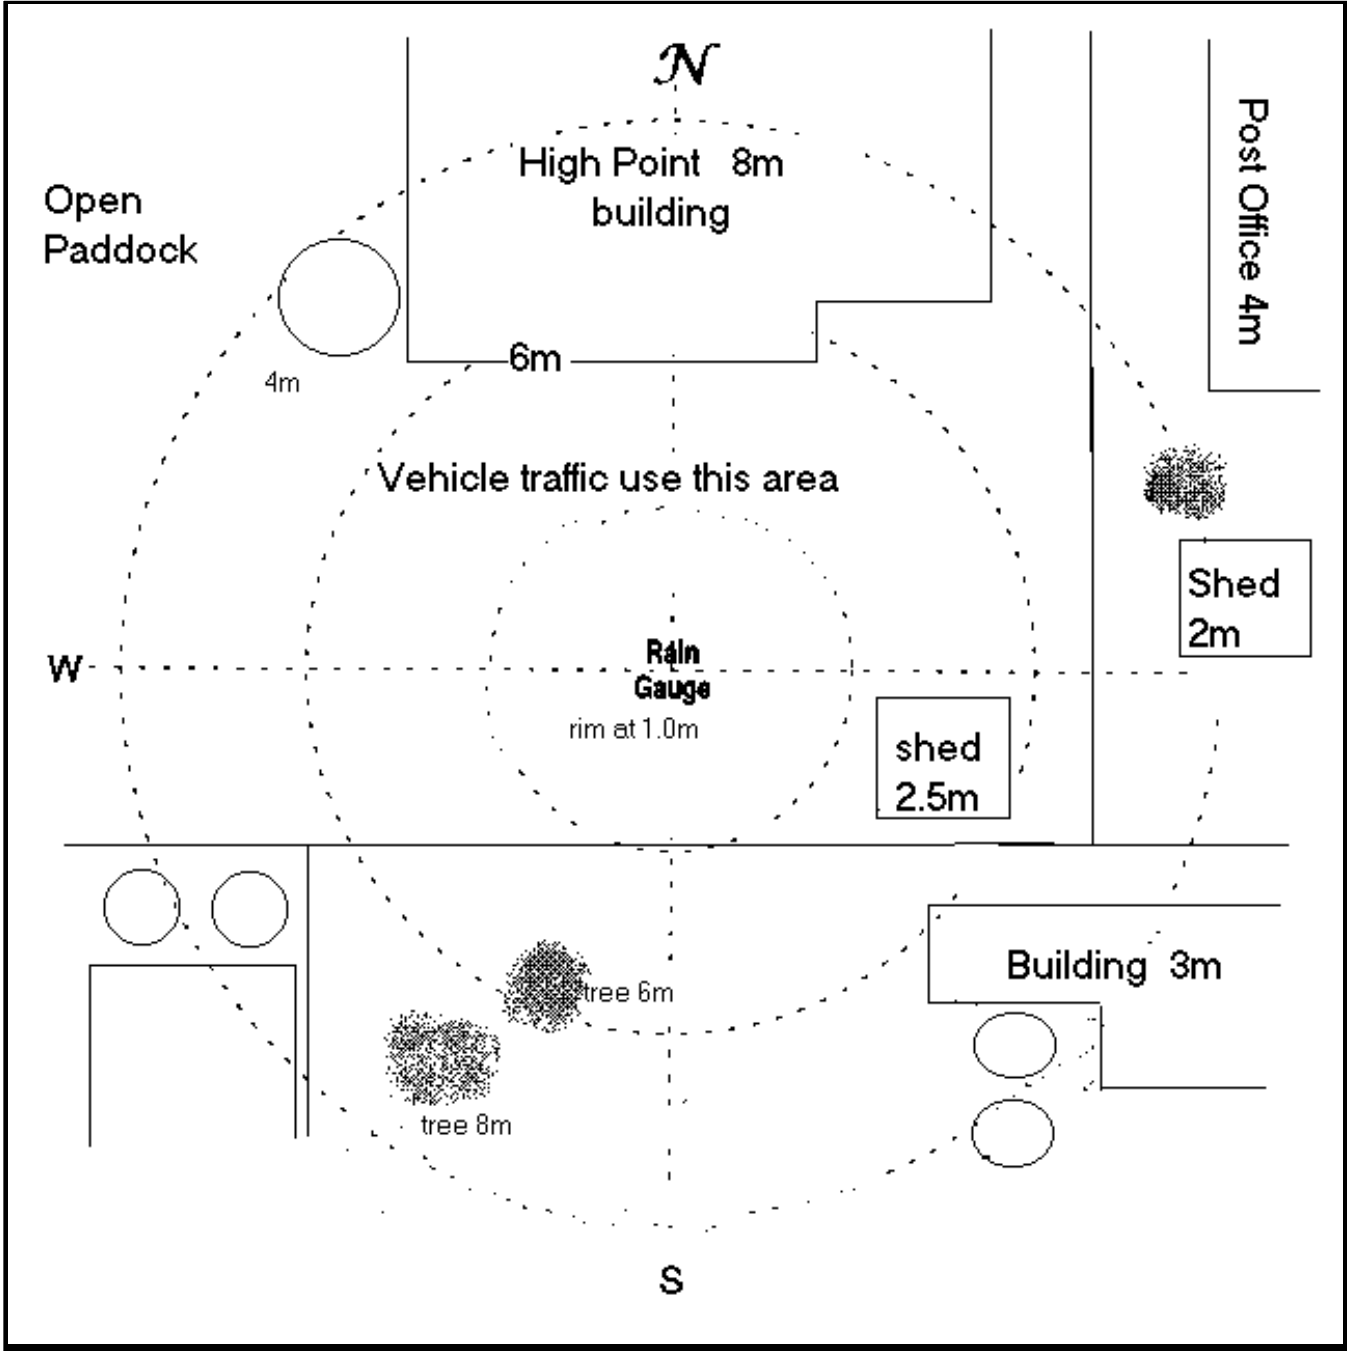 N
High Point 8m
building
Post Office 4m
Open
Paddock
6m
4m
Vehicle traffic use this area
Shed
2m
W
Rain
Gauge
rim at 1.0m
shed
2.5m
Building 3m
tree 6m
tree 8m
S